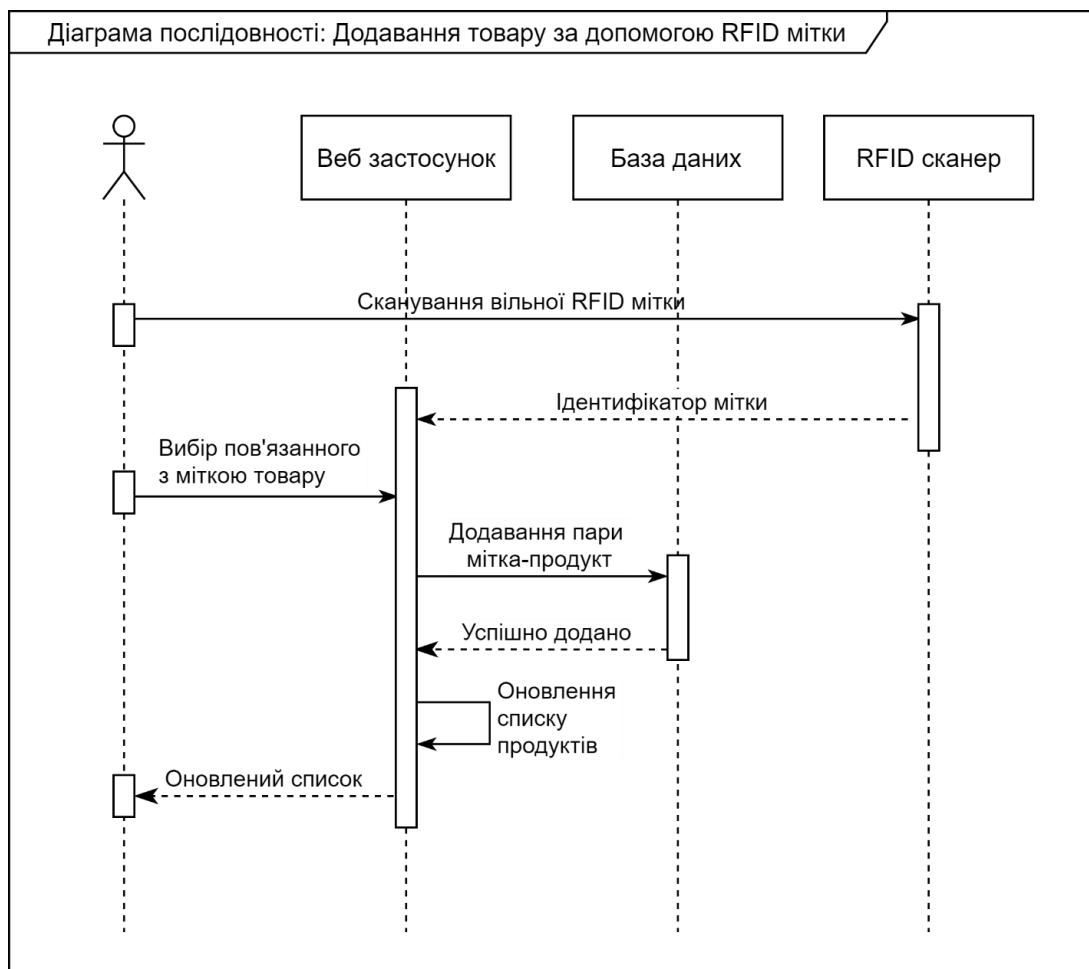 Діаграма послідовності: Додавання товару за допомогою RFID мітки
Веб застосунок
База даних
RFID сканер
Сканування вільної RFID мітки
Ідентифікатор мітки
Вибір пов'язанного
з міткою товару
Додавання пари
мітка-продукт
Успішно додано
Оновлення
списку
продуктів
Оновлений список